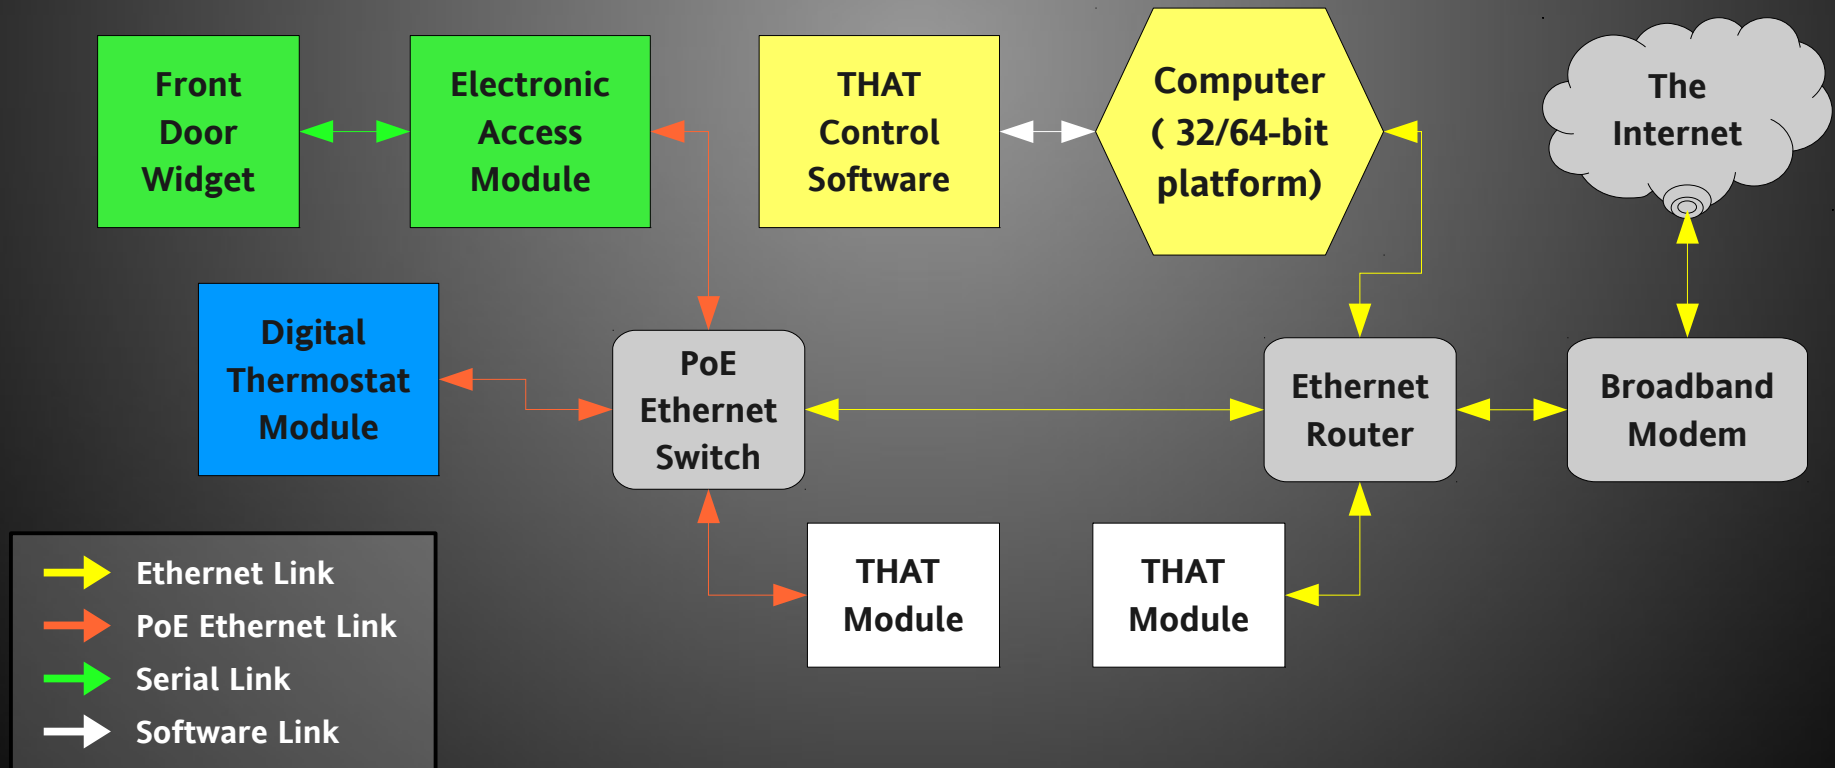 Front
Door
Widget
Electronic
Access
Module
THAT
Control
Software
Computer
( 32/64-bit
platform)
The
Internet
Digital
Thermostat
Module
PoE
Ethernet
Switch
Ethernet
Router
Broadband
Modem
THAT
Module
THAT
Module
Ethernet Link
PoE Ethernet Link
Serial Link
Software Link